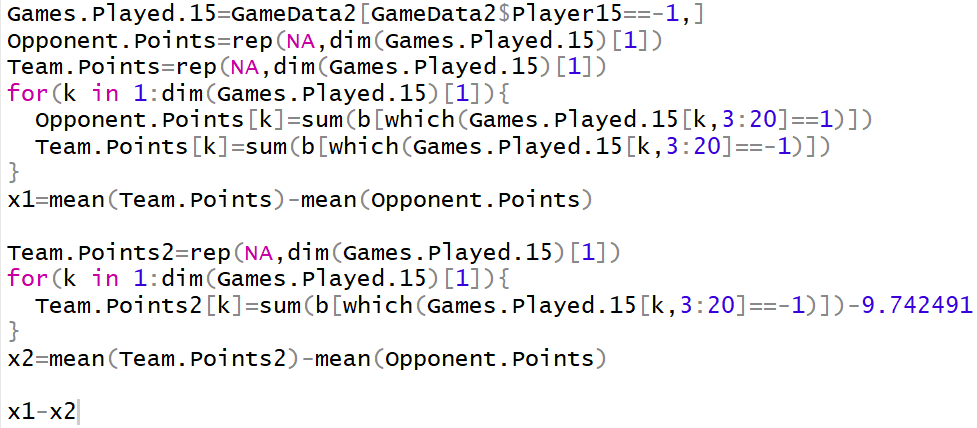 Games.Played.15=GameData2[GameData2$Player15==-1,]
Opponent.Points=rep(NA,dim(Games.Played.15)[1])
Team.Points=rep(NA,dim(Games.Played.15)[1])
for(k in 1:dim(Games.Played.15)[1]){
  Opponent.Points[k]=sum(b[which(Games.Played.15[k,3:20]==1)])
  Team.Points[k]=sum(b[which(Games.Played.15[k,3:20]==-1)])
}
x1=mean(Team.Points)-mean(Opponent.Points)

Team.Points2=rep(NA,dim(Games.Played.15)[1])
for(k in 1:dim(Games.Played.15)[1]){
  Team.Points2[k]=sum(b[which(Games.Played.15[k,3:20]==-1)])-9.742491
}
x2=mean(Team.Points2)-mean(Opponent.Points)

x1-x2